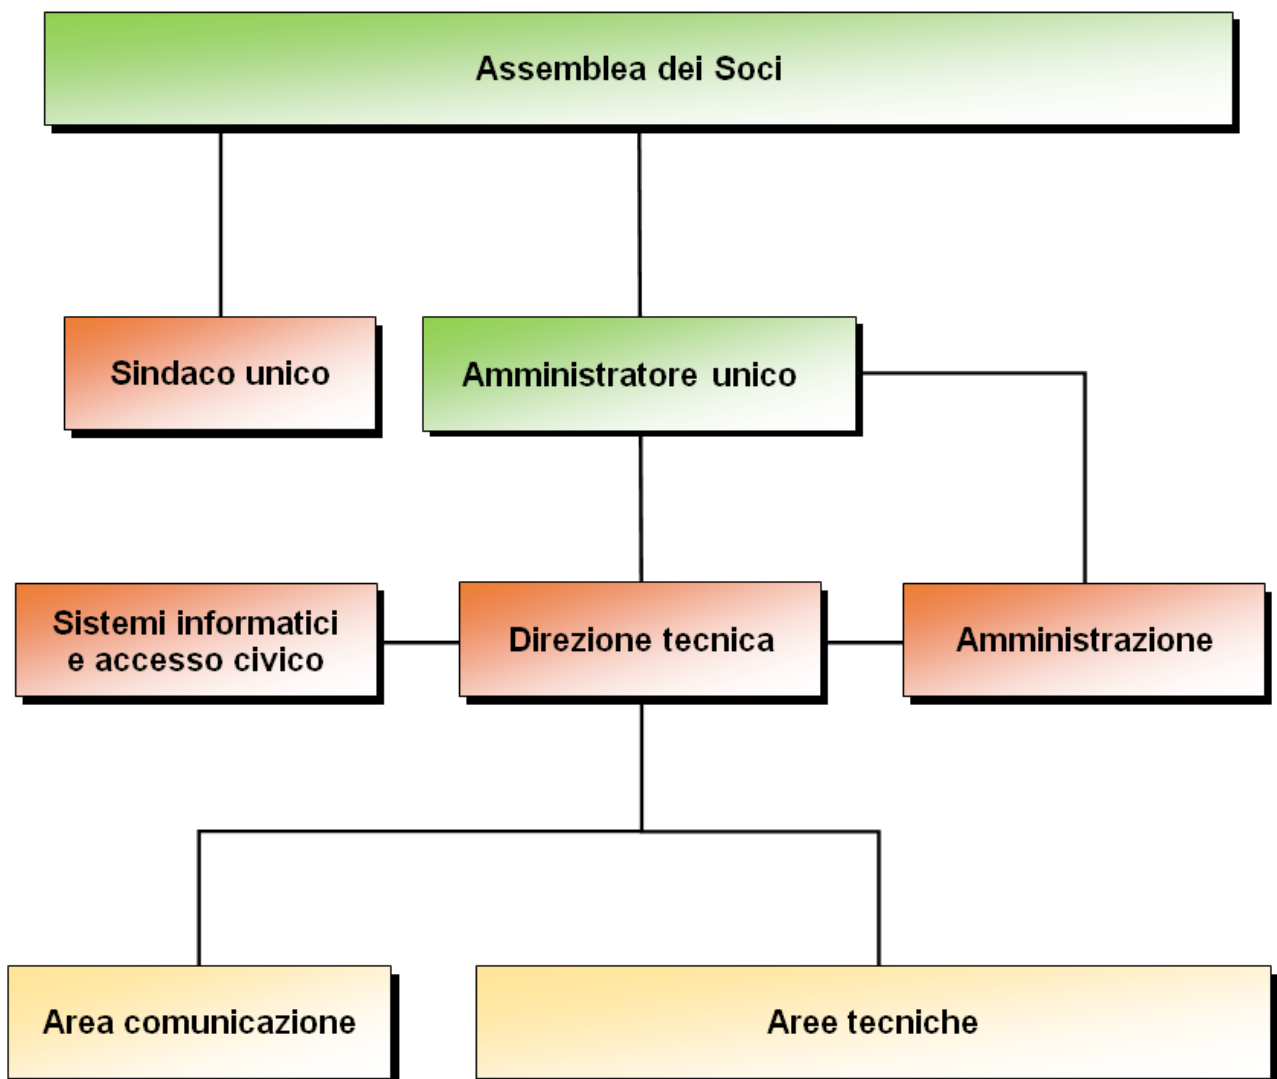 Assemblea dei Soci
Sindaco unico
Amministratore unico
Sistemi informatici
e accesso civico
Direzione tecnica
Amministrazione
Area comunicazione
Aree tecniche